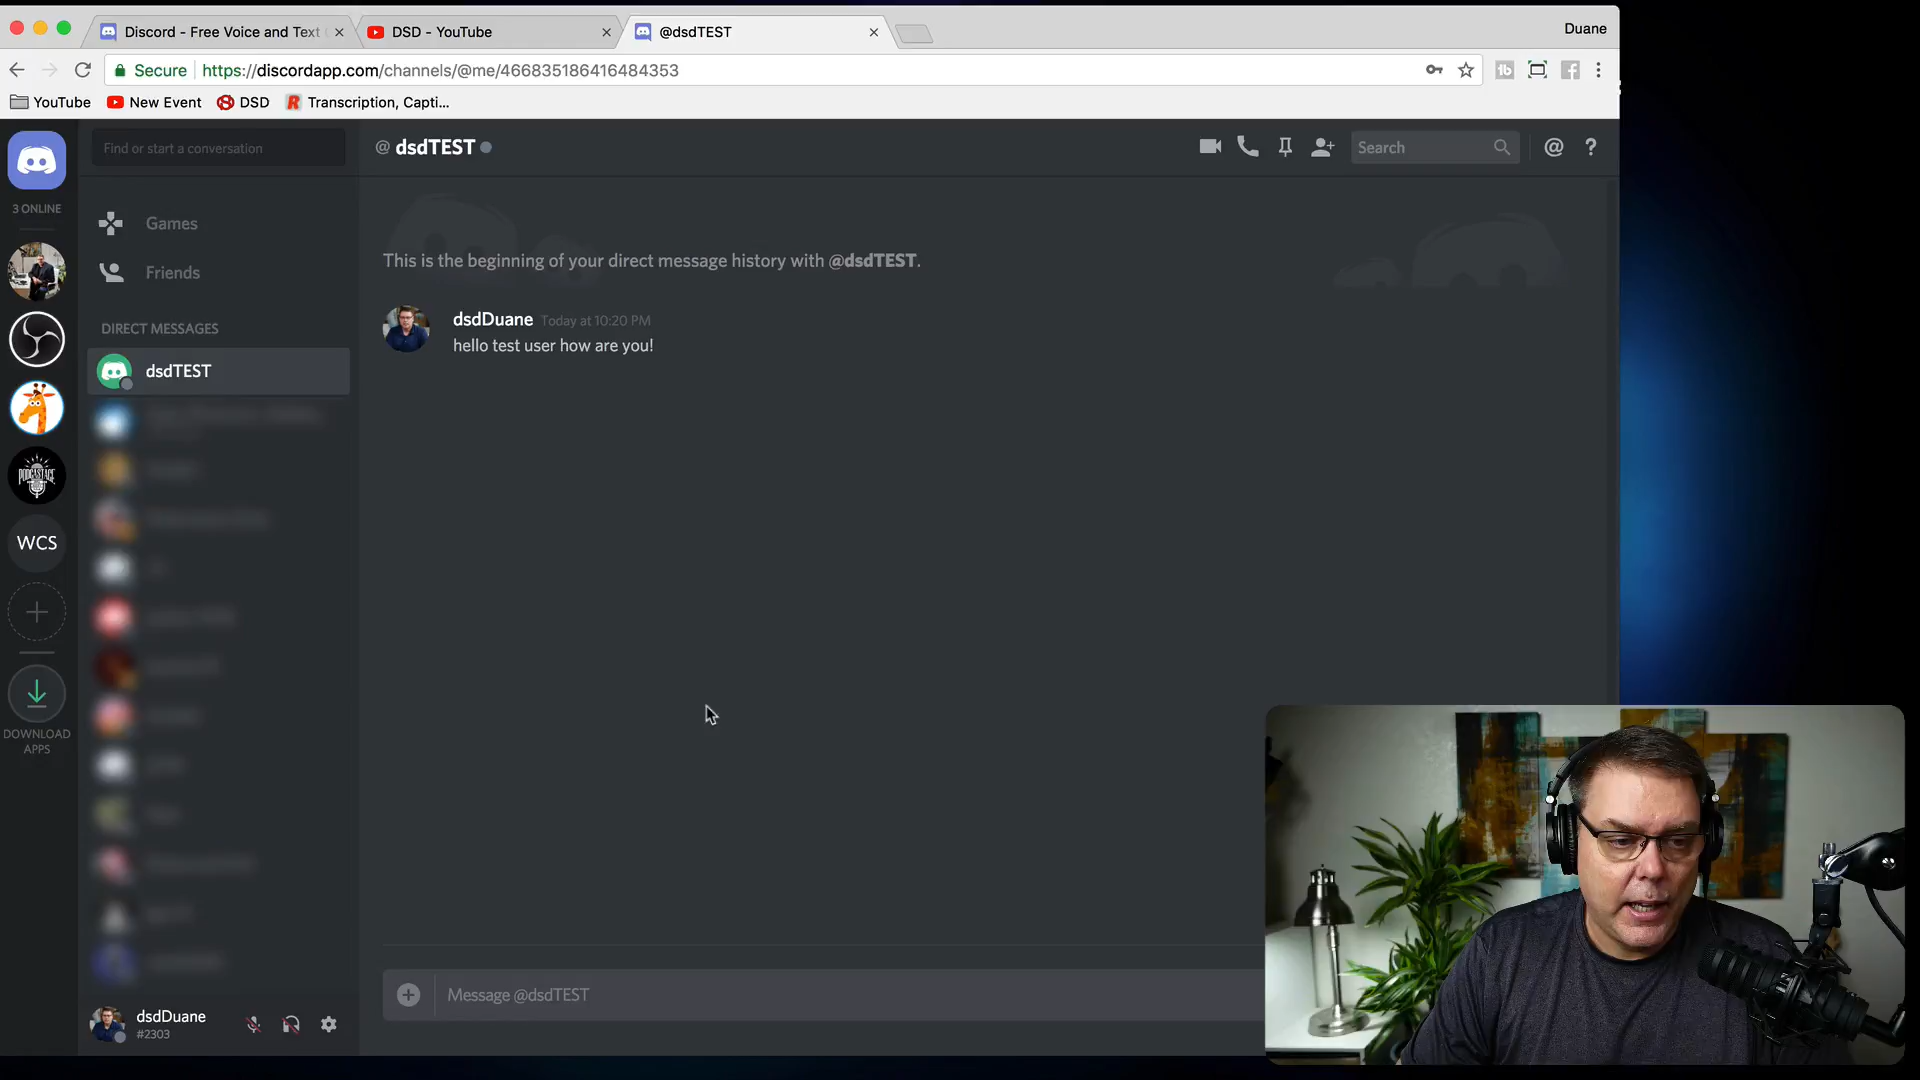 Discord - Free Voice and Text
DSD - YouTube
@dsdTEST
Duane
Secure
https://discordapp.com/channels/@me/466835186416484353
YouTube
New Event
DSD
Transcription, Capti...
Find or start a conversation
@ dsdTEST
Search
3 ONLINE
Games
Friends
This is the beginning of your direct message history with @dsdTEST.
DIRECT MESSAGES
dsdTEST
dsdDuane Today at 10:20 PM
hello test user how are you!
PODCASTAGE
WCS
DOWNLOAD
APPS
Message @dsdTEST
dsdDuane
#2303